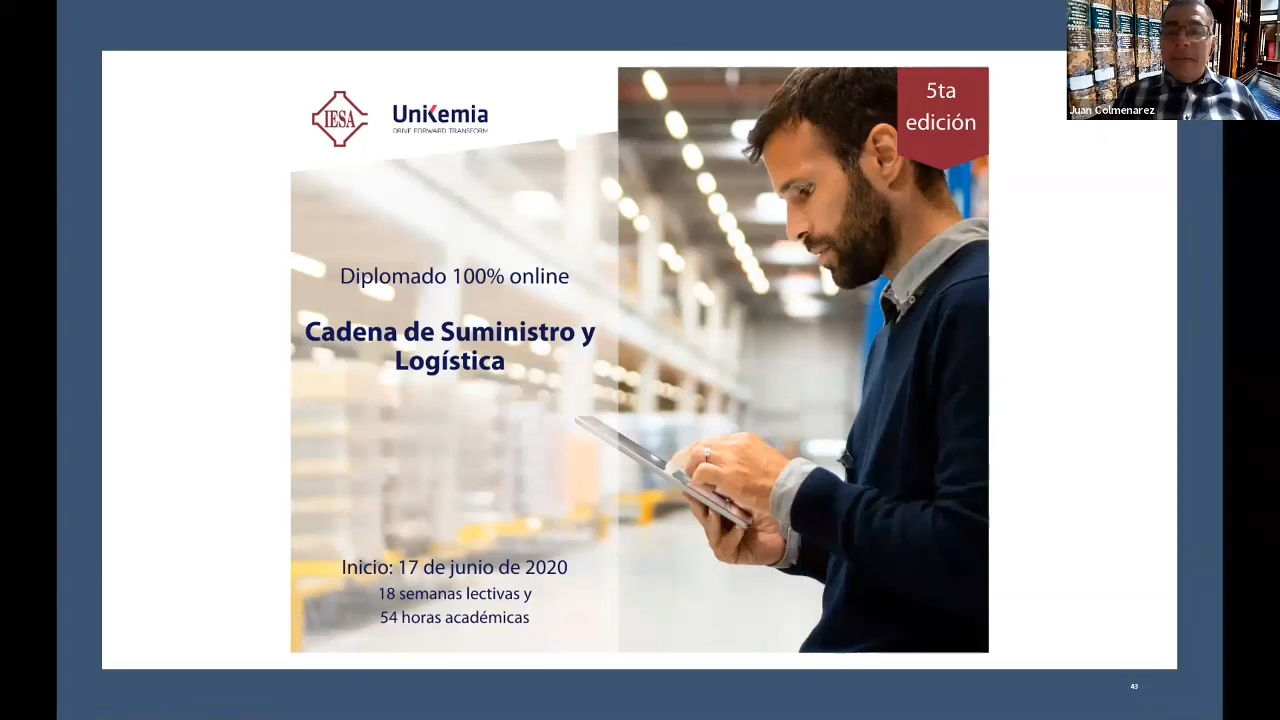 IESA
UniKemia
DRIVE FORWARD TRANSFORM
5ta
edición
Juan Colmenarez
Diplomado 100% online
Cadena de Suministro y
Logística
Inicio: 17 de junio de 2020
18 semanas lectivas y
54 horas académicas
43